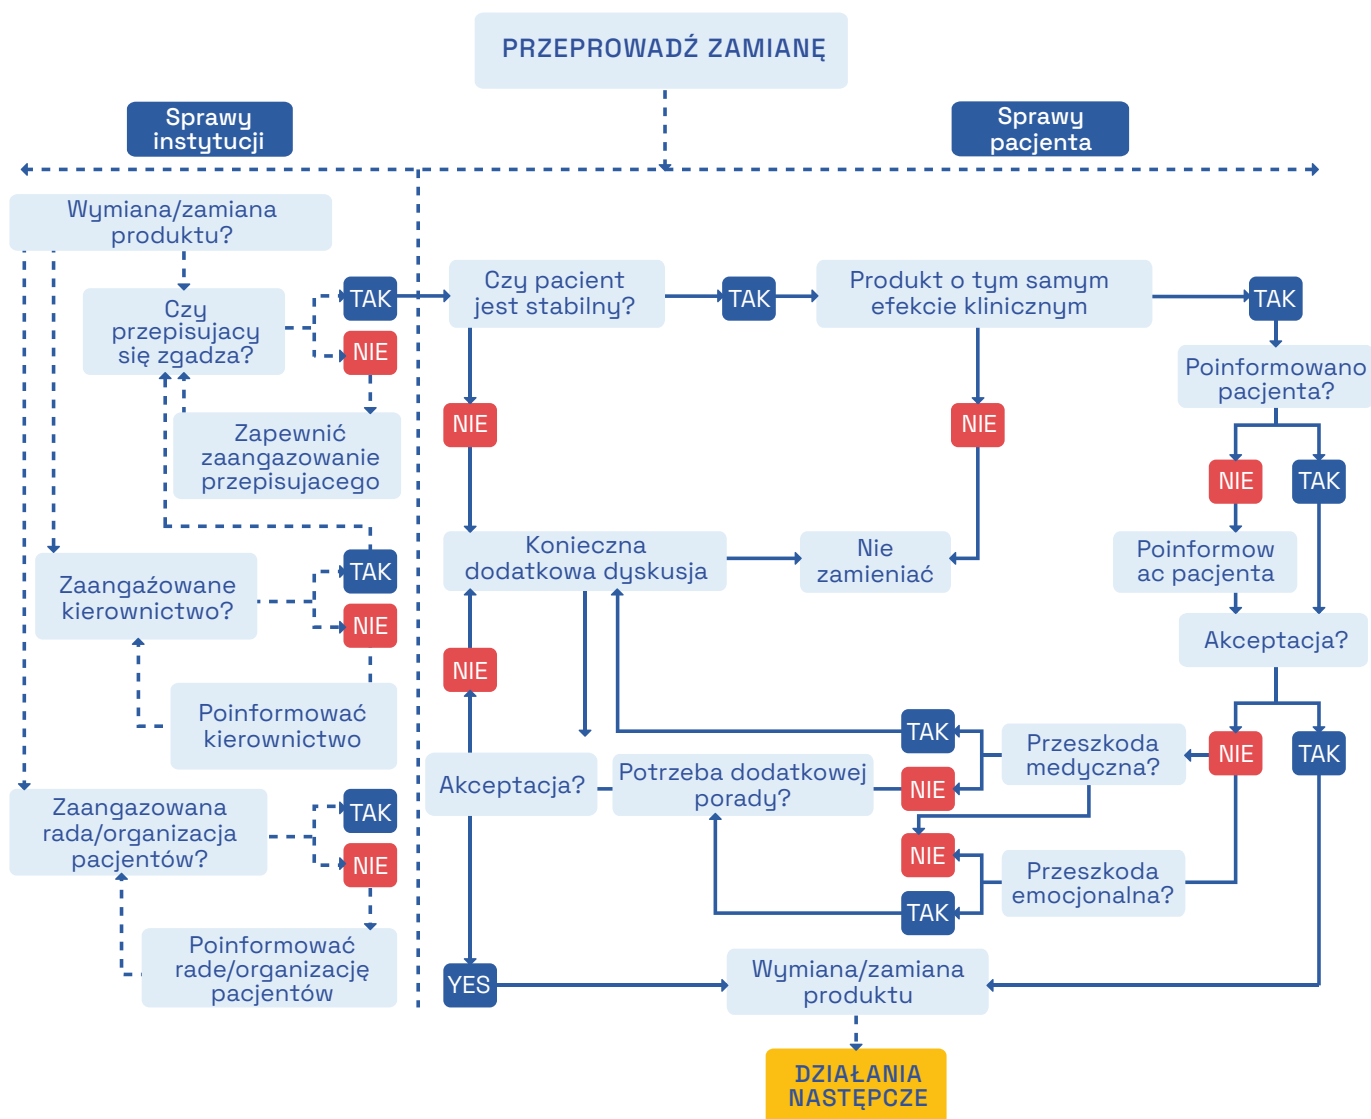 PRZEPROWADŹ ZAMIANĘ
Sprawy
instytucji
Sprawy
pacjenta
Wymiana/zamiana
produktu?
Czy
przepisujacy
się zgadza?
TAK
NIE
Zapewnić
zaangazowanie
przepisujacego
Zaangaźowane
kierownictwo?
TAK
NIE
Poinformować
kierownictwo
Zaangazowana
rada/organizacja
pacjentów?
TAK
NIE
Poinformować
rade/organizację
pacjentów
Czy pacient
jest stabilny?
TAK
Produkt o tym samym
efekcie klinicznym
TAK
NIE
NIE
Poinformowano
pacjenta?
NIE
TAK
Poinformow
ac pacjenta
Konieczna
dodatkowa dyskusja
Nie
zamieniać
Akceptacja?
NIE
TAK
NIE
TAK
Przeszkoda
medyczna?
Akceptacja?
Potrzeba dodatkowej
porady?
NIE
NIE
TAK
Przeszkoda
emocjonalna?
YES
Wymiana/zamiana
produktu
DZIAŁANIA
NASTĘPCZE